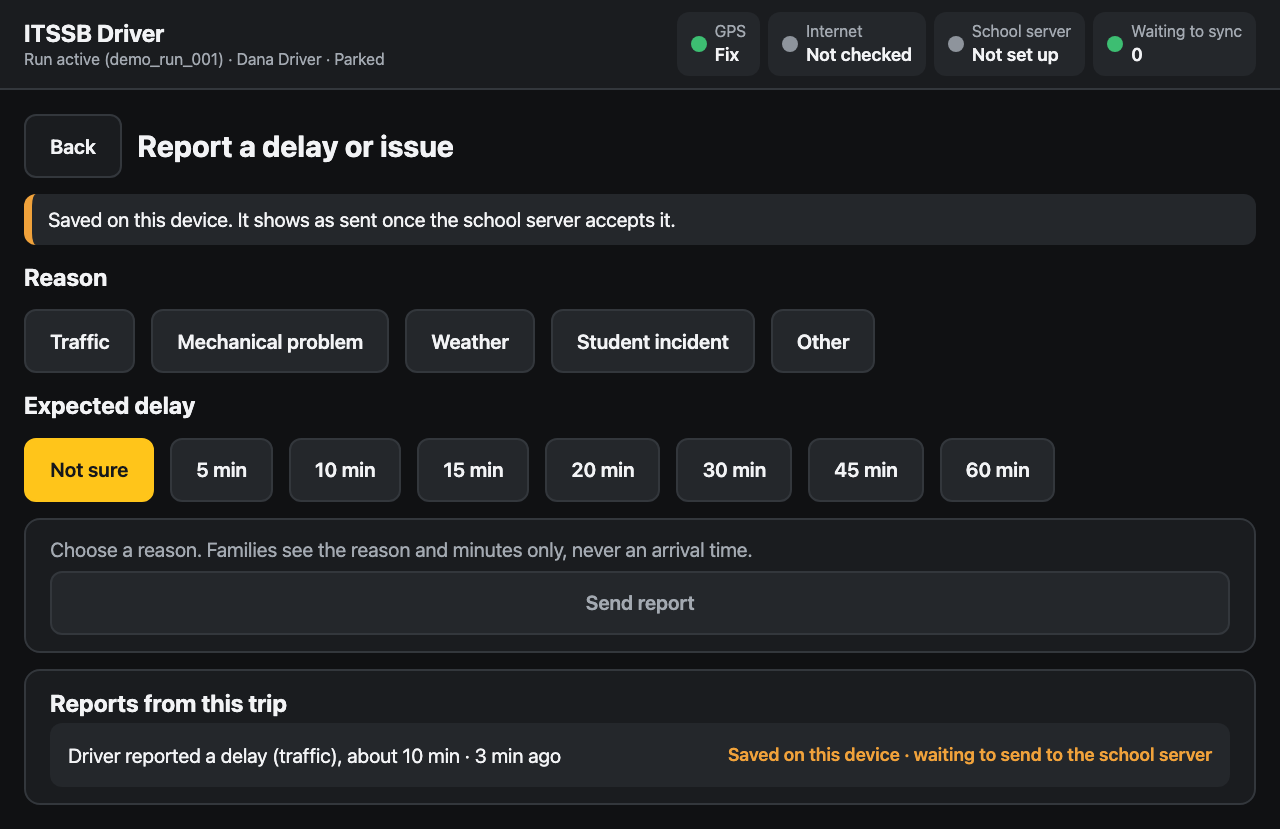 ITSSB Driver
Run active (demo_run_001) · Dana Driver · Parked
GPS
Fix
Internet
Not checked
School server
Not set up
Waiting to sync
0
Back
Report a delay or issue
Saved on this device. It shows as sent once the school server accepts it.
Reason
Traffic
Mechanical problem
Weather
Student incident
Other
Expected delay
Not sure
5 min
10 min
15 min
20 min
30 min
45 min
60 min
Choose a reason. Families see the reason and minutes only, never an arrival time.
Send report
Reports from this trip
Driver reported a delay (traffic), about 10 min · 3 min ago
Saved on this device · waiting to send to the school server